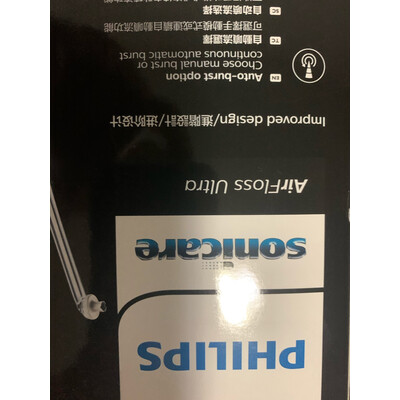 PHILIPS
sonicare
AirFloss Ultra
Improved design/進階設計/进阶设计
EN Auto-burst option
Choose manual burst or
continuous automatic burst
TC 自動噴流選擇
可選擇手動模式或連續自動噴流功能
SC 自动喷流选择